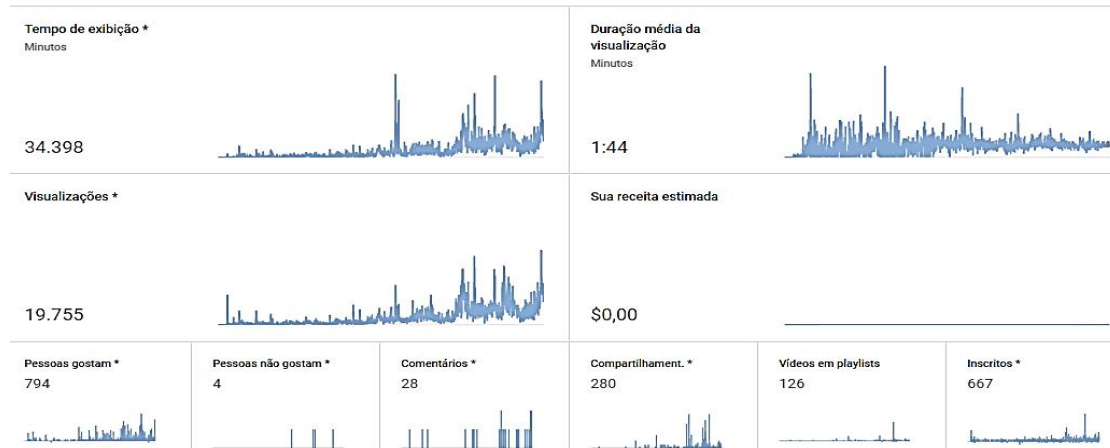 Tempo de exibição *
Minutos
34.398
Duração média da
visualização
Minutos
1:44
Visualizações *
19.755
Sua receita estimada
$0,00
Pessoas gostam *
794
Pessoas não gostam *
4
Comentários *
28
Compartilhament. *
280
Vídeos em playlists
126
Inscritos *
667